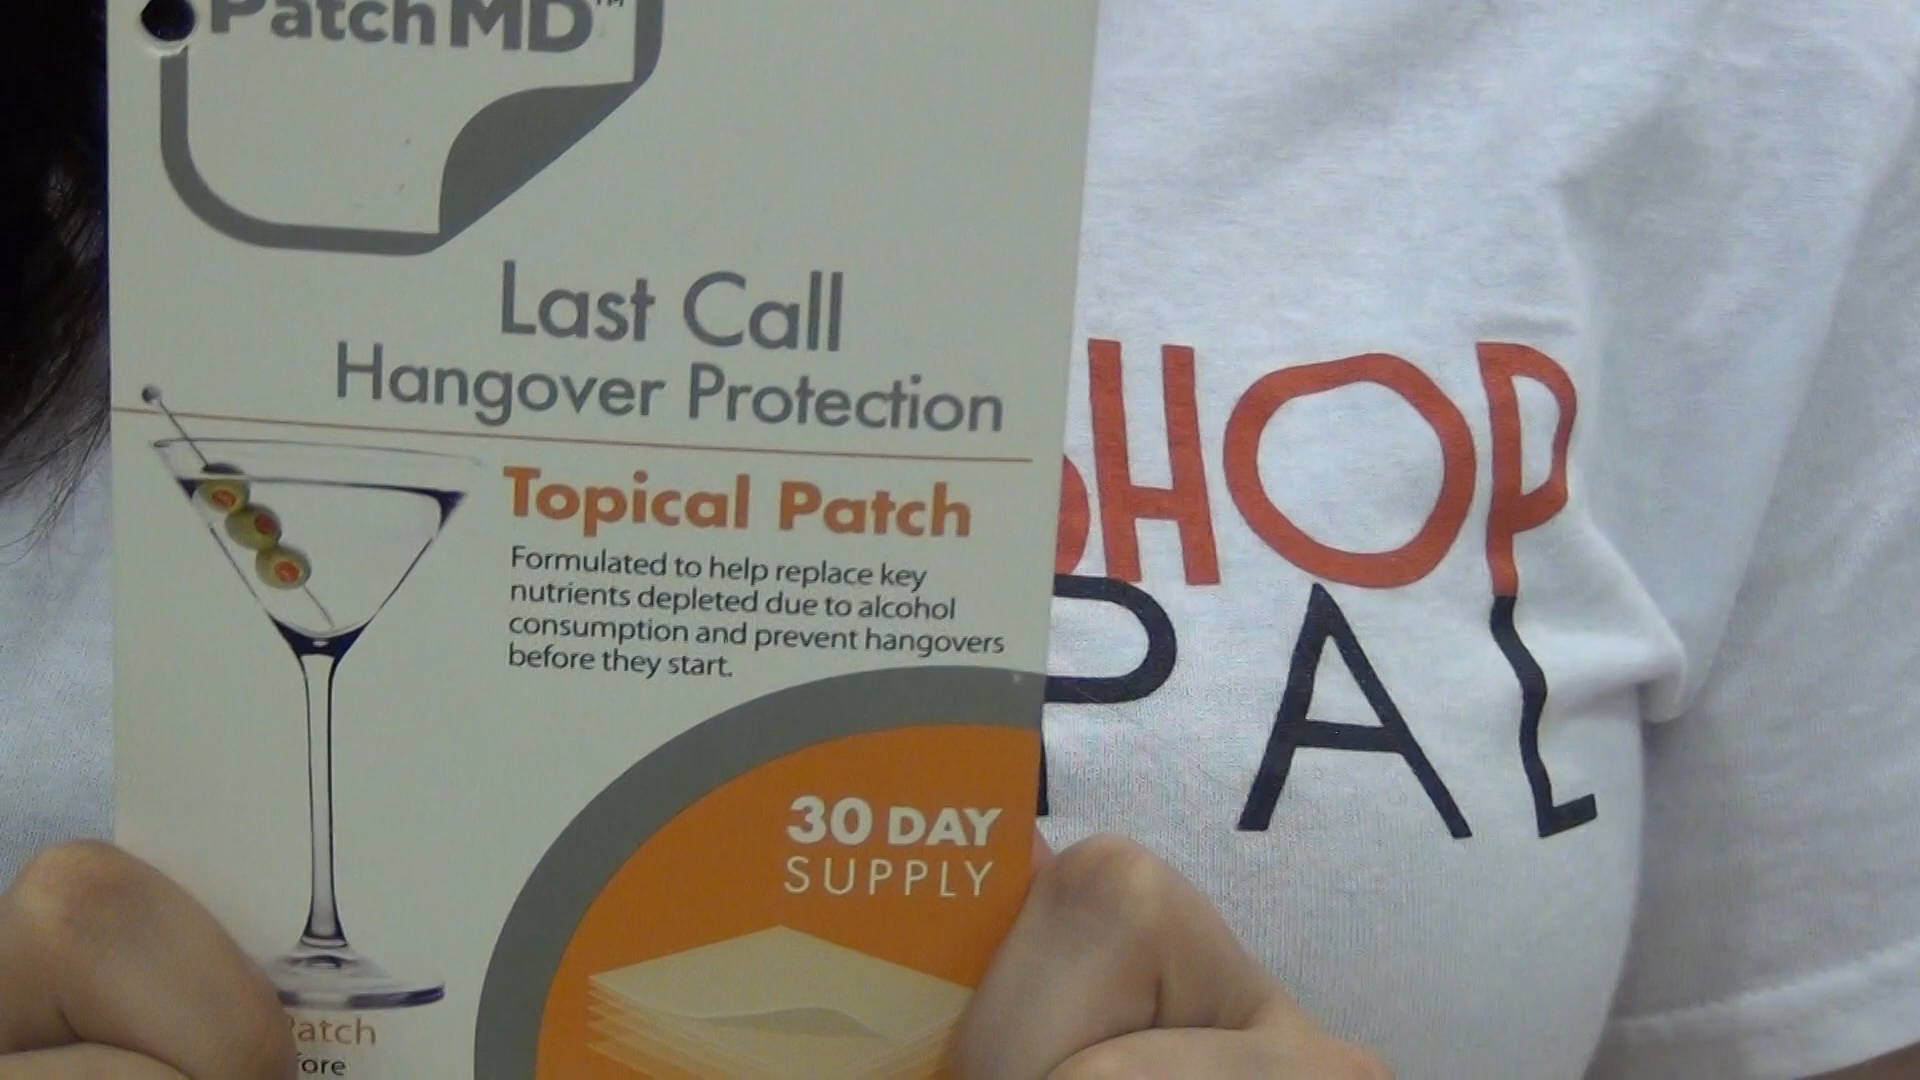 PatchMD™
Last Call
Hangover Protection
Topical Patch
Formulated to help replace key
nutrients depleted due to alcohol
consumption and prevent hangovers
before they start.
30 DAY
SUPPLY
HOP
PAL